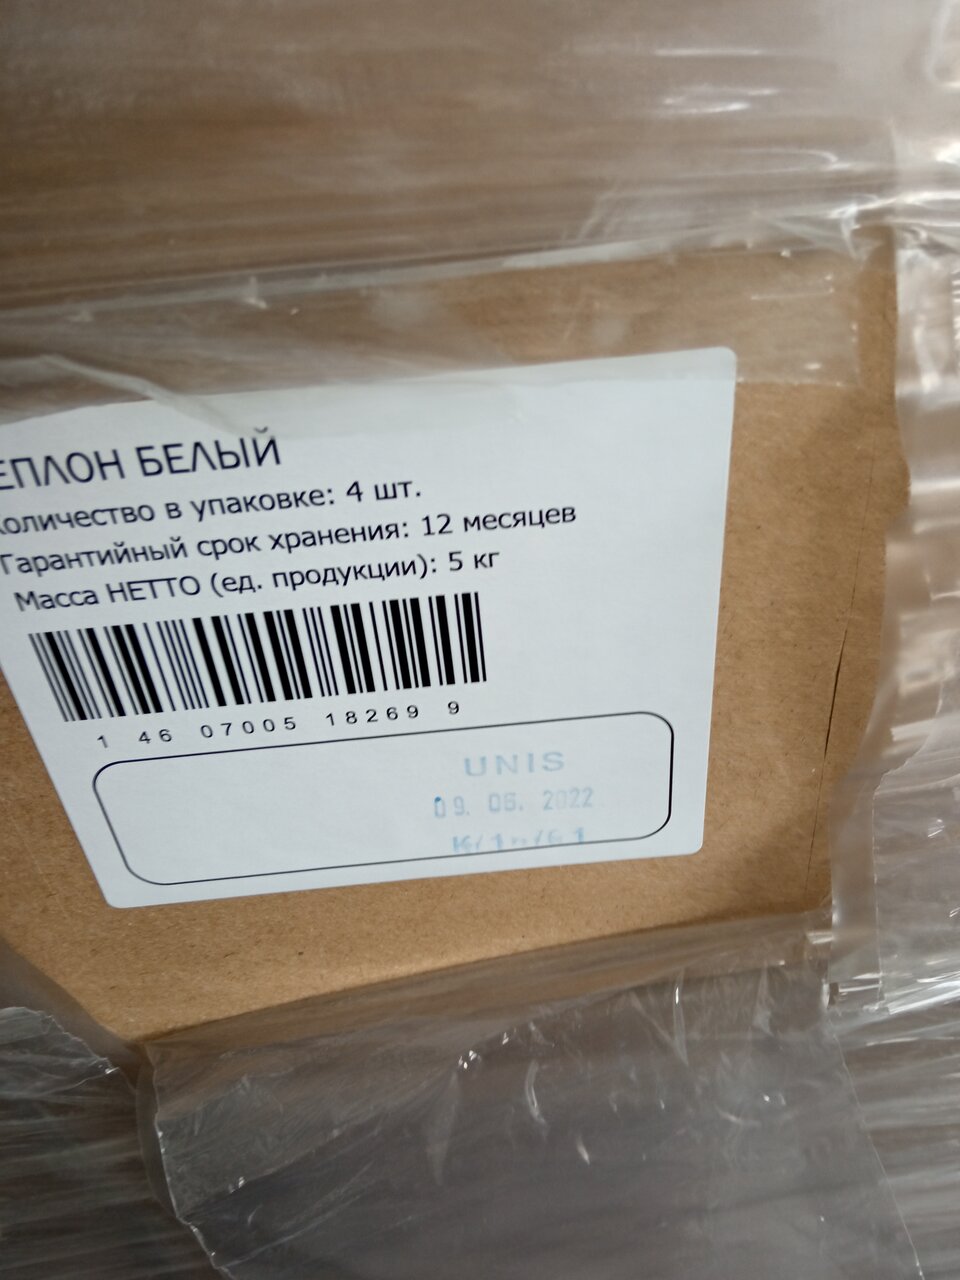 ЕПЛОН БЕЛЫЙ
Количество в упаковке: 4 шт.
Гарантийный срок хранения: 12 месяцев
Масса НЕТТО (ед. продукции): 5 кг
1 46 07005 18269 9
UNIS
09. 06. 2022